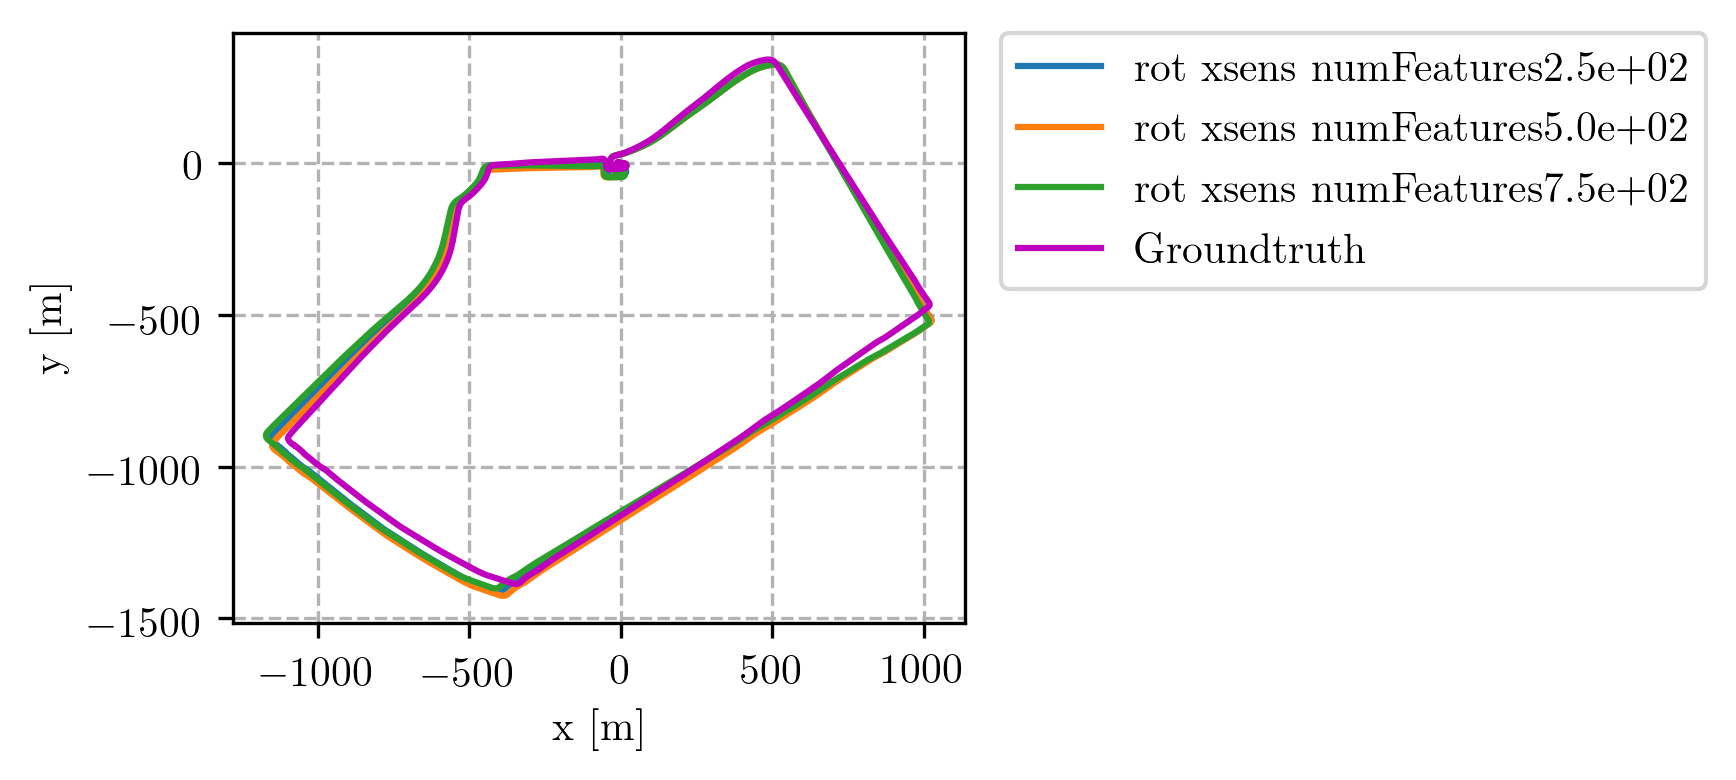 rot xsens numFeatures2.5e+02
rot xsens numFeatures5.0e+02
rot xsens numFeatures7.5e+02
Groundtruth
0
−500
−1000
−1500
y [m]
−1000 −500 0 500 1000
x [m]